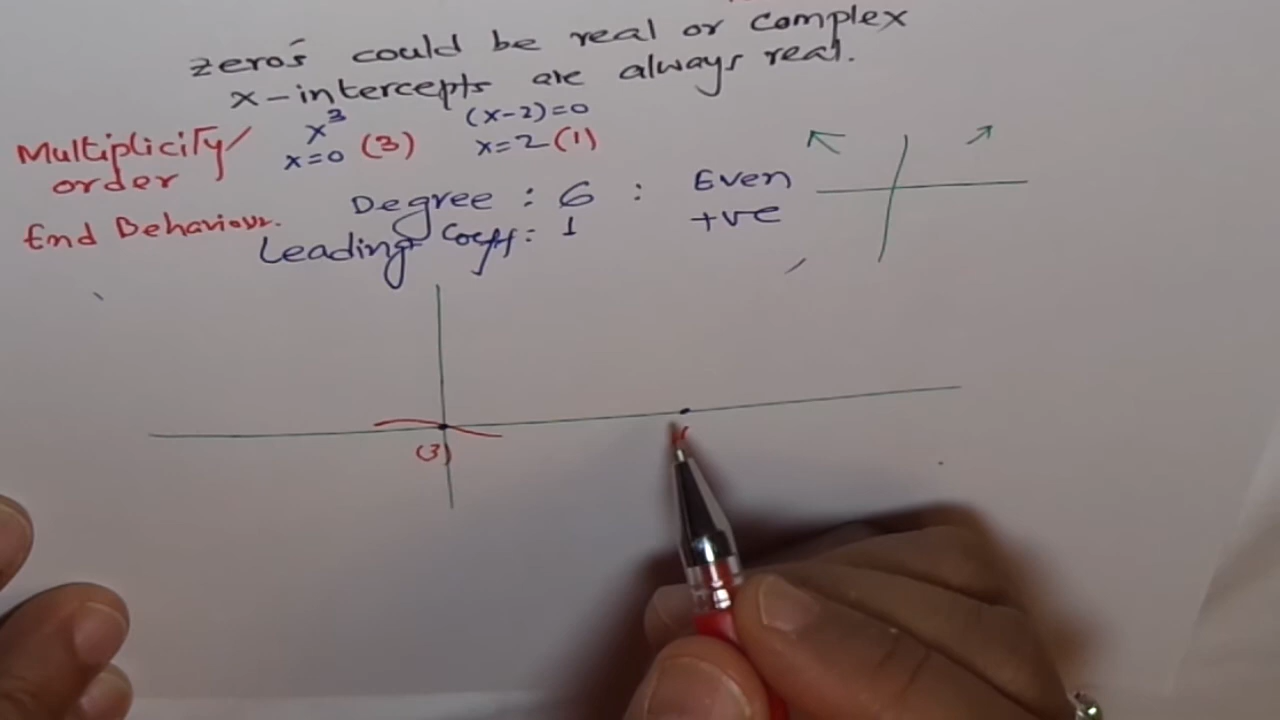 zero's could be real or complex
x-intercepts are always real.
Multiplicity/ x³ (x-2)=0
order x=0 (3) x=2 (1)
Degree : 6 : Even
End Behaviour.
Leading Coeff: 1 +ve
(3)